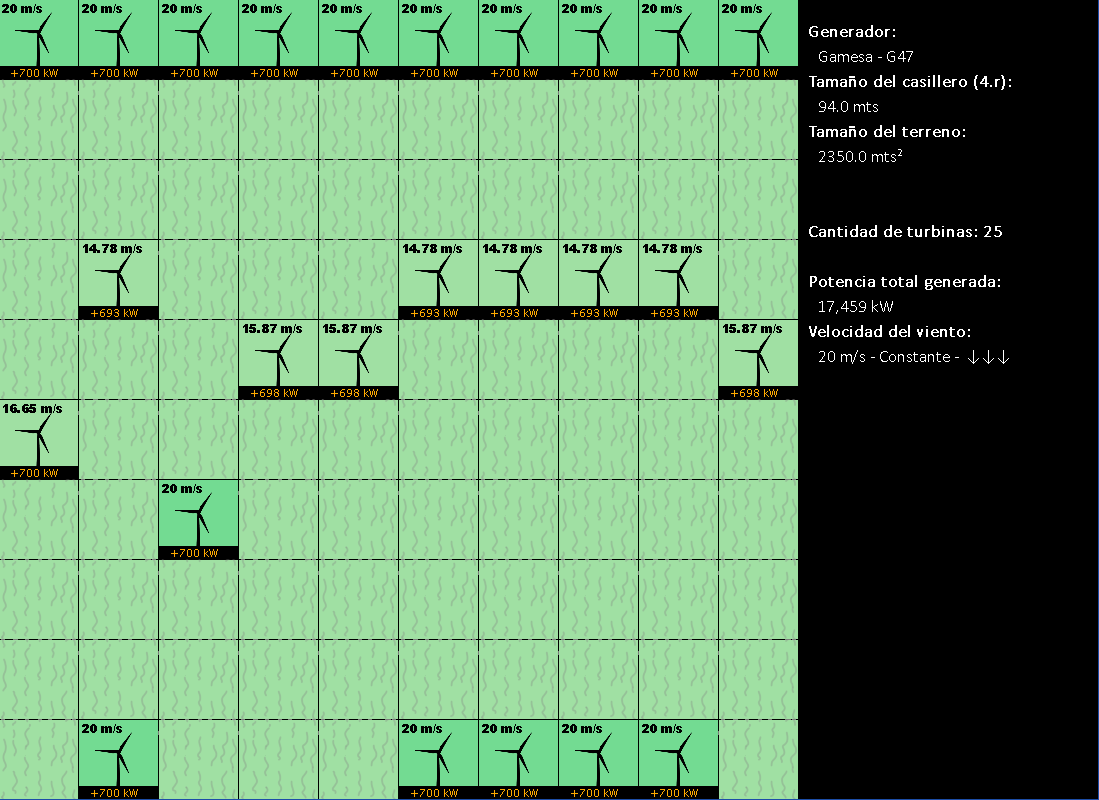 20 m/s 20 m/s 20 m/s 20 m/s 20 m/s 20 m/s 20 m/s 20 m/s 20 m/s 20 m/s
+700 kW +700 kW +700 kW +700 kW +700 kW +700 kW +700 kW +700 kW +700 kW +700 kW
14.78 m/s 14.78 m/s 14.78 m/s 14.78 m/s 14.78 m/s
+693 kW +693 kW +693 kW +693 kW +693 kW
15.87 m/s 15.87 m/s 15.87 m/s
+698 kW +698 kW +698 kW
16.65 m/s
+700 kW
20 m/s
+700 kW
20 m/s 20 m/s 20 m/s 20 m/s 20 m/s
+700 kW +700 kW +700 kW +700 kW +700 kW
Generador:
Gamesa - G47
Tamaño del casillero (4.r):
94.0 mts
Tamaño del terreno:
2350.0 mts²
Cantidad de turbinas: 25
Potencia total generada:
17,459 kW
Velocidad del viento:
20 m/s - Constante - ↓↓↓